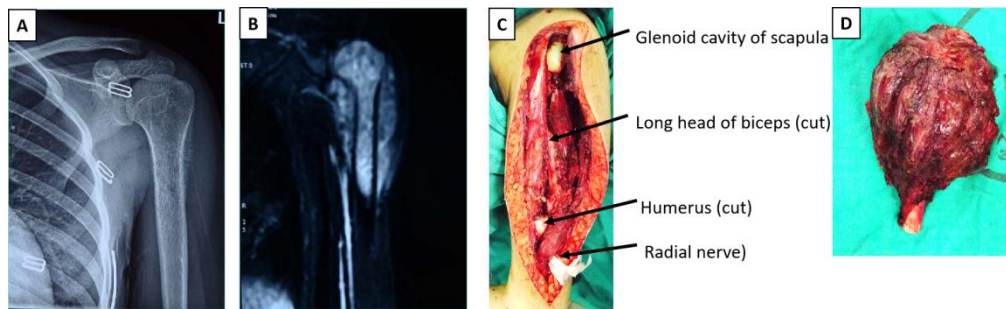 A
L
B
C
Glenoid cavity of scapula
Long head of biceps (cut)
Humerus (cut)
Radial nerve)
D